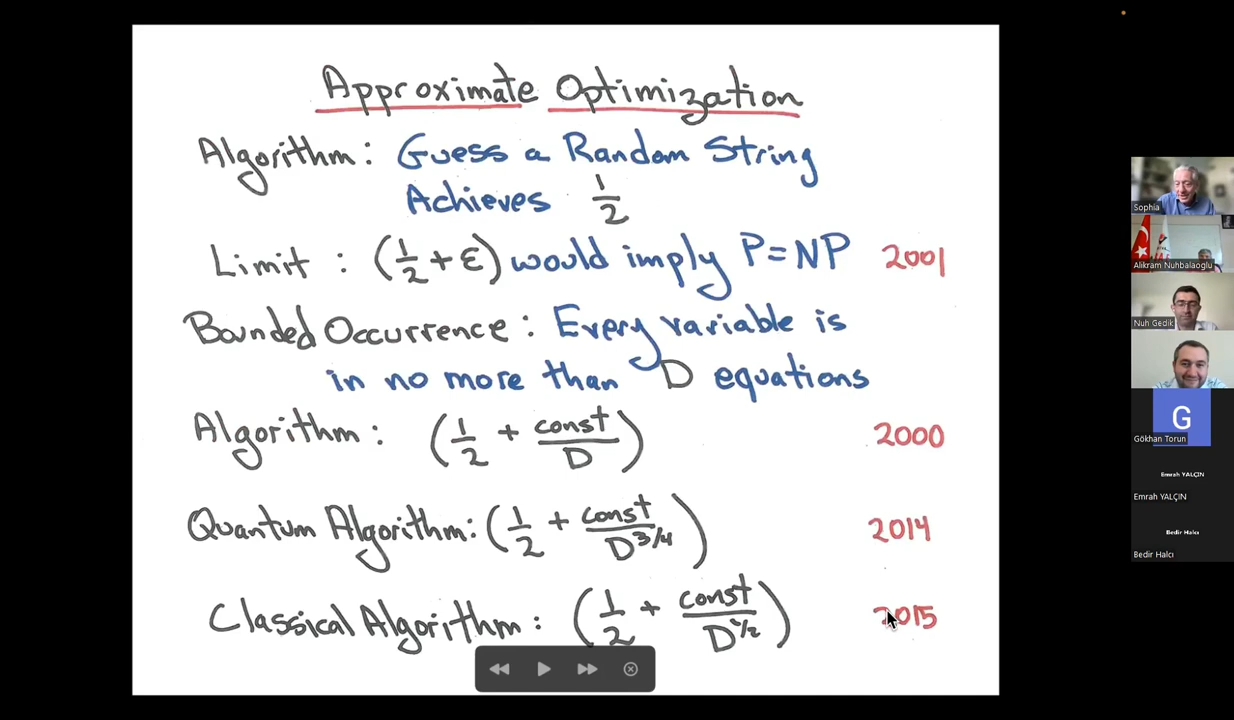 Approximate Optimization
Algorithm: Guess a Random String
Achieves 1/2
Limit : (1/2 + ε) would imply P=NP 2001
Bounded Occurrence: Every variable is
in no more than D equations
Algorithm: (1/2 + const/D) 2000
Quantum Algorithm: (1/2 + const/D^3/4) 2014
Classical Algorithm: (1/2 + const/D^1/2) 2015
Sophia
Alikram Nuhbalaoglu
Nuh Gedik
G
Gökhan Torun
Emrah YALÇIN
Emrah YALÇIN
Bedir Halcı
Bedir Halcı